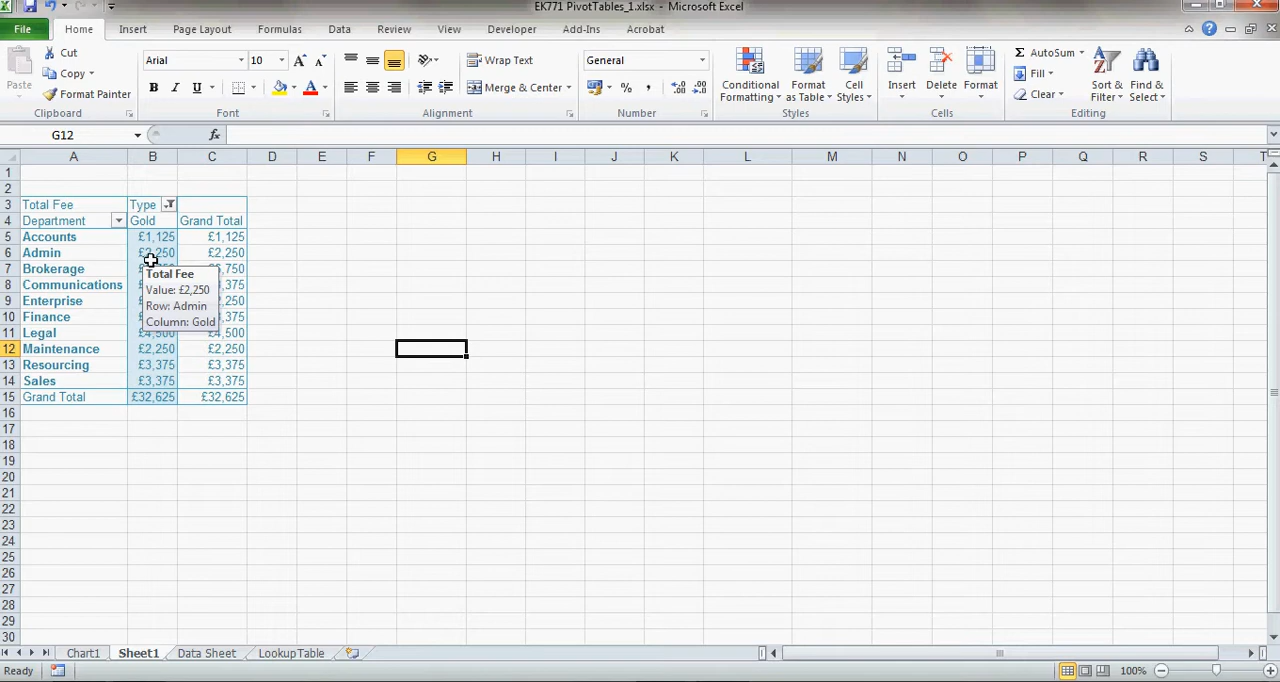 EK771 PivotTables_1.xlsx - Microsoft Excel
File Home Insert Page Layout Formulas Data Review View Developer Add-Ins Acrobat
Paste
Cut
Copy
Format Painter
Clipboard
Arial 10
B I U
A
Font
Wrap Text
Merge & Center
Alignment
General
%
Number
Conditional Formatting
Format as Table
Cell Styles
Styles
Insert
Delete
Format
Cells
Σ AutoSum
Fill
Clear
Sort & Filter
Find & Select
Editing
G12 fx
A B C D E F G H I J K L M N O P Q R S T
1
2
3 Total Fee Type
4 Department Gold Grand Total
5 Accounts £1,125 £1,125
6 Admin £2,250 £2,250
7 Brokerage ,750
8 Communications ,375
9 Enterprise ,250
10 Finance ,375
11 Legal £4,500 £4,500
12 Maintenance £2,250 £2,250
13 Resourcing £3,375 £3,375
14 Sales £3,375 £3,375
15 Grand Total £32,625 £32,625
16
17
18
19
20
21
22
23
24
25
26
27
28
29
30
Total Fee
Value: £2,250
Row: Admin
Column: Gold
Chart1 Sheet1 Data Sheet LookupTable
Ready 100%